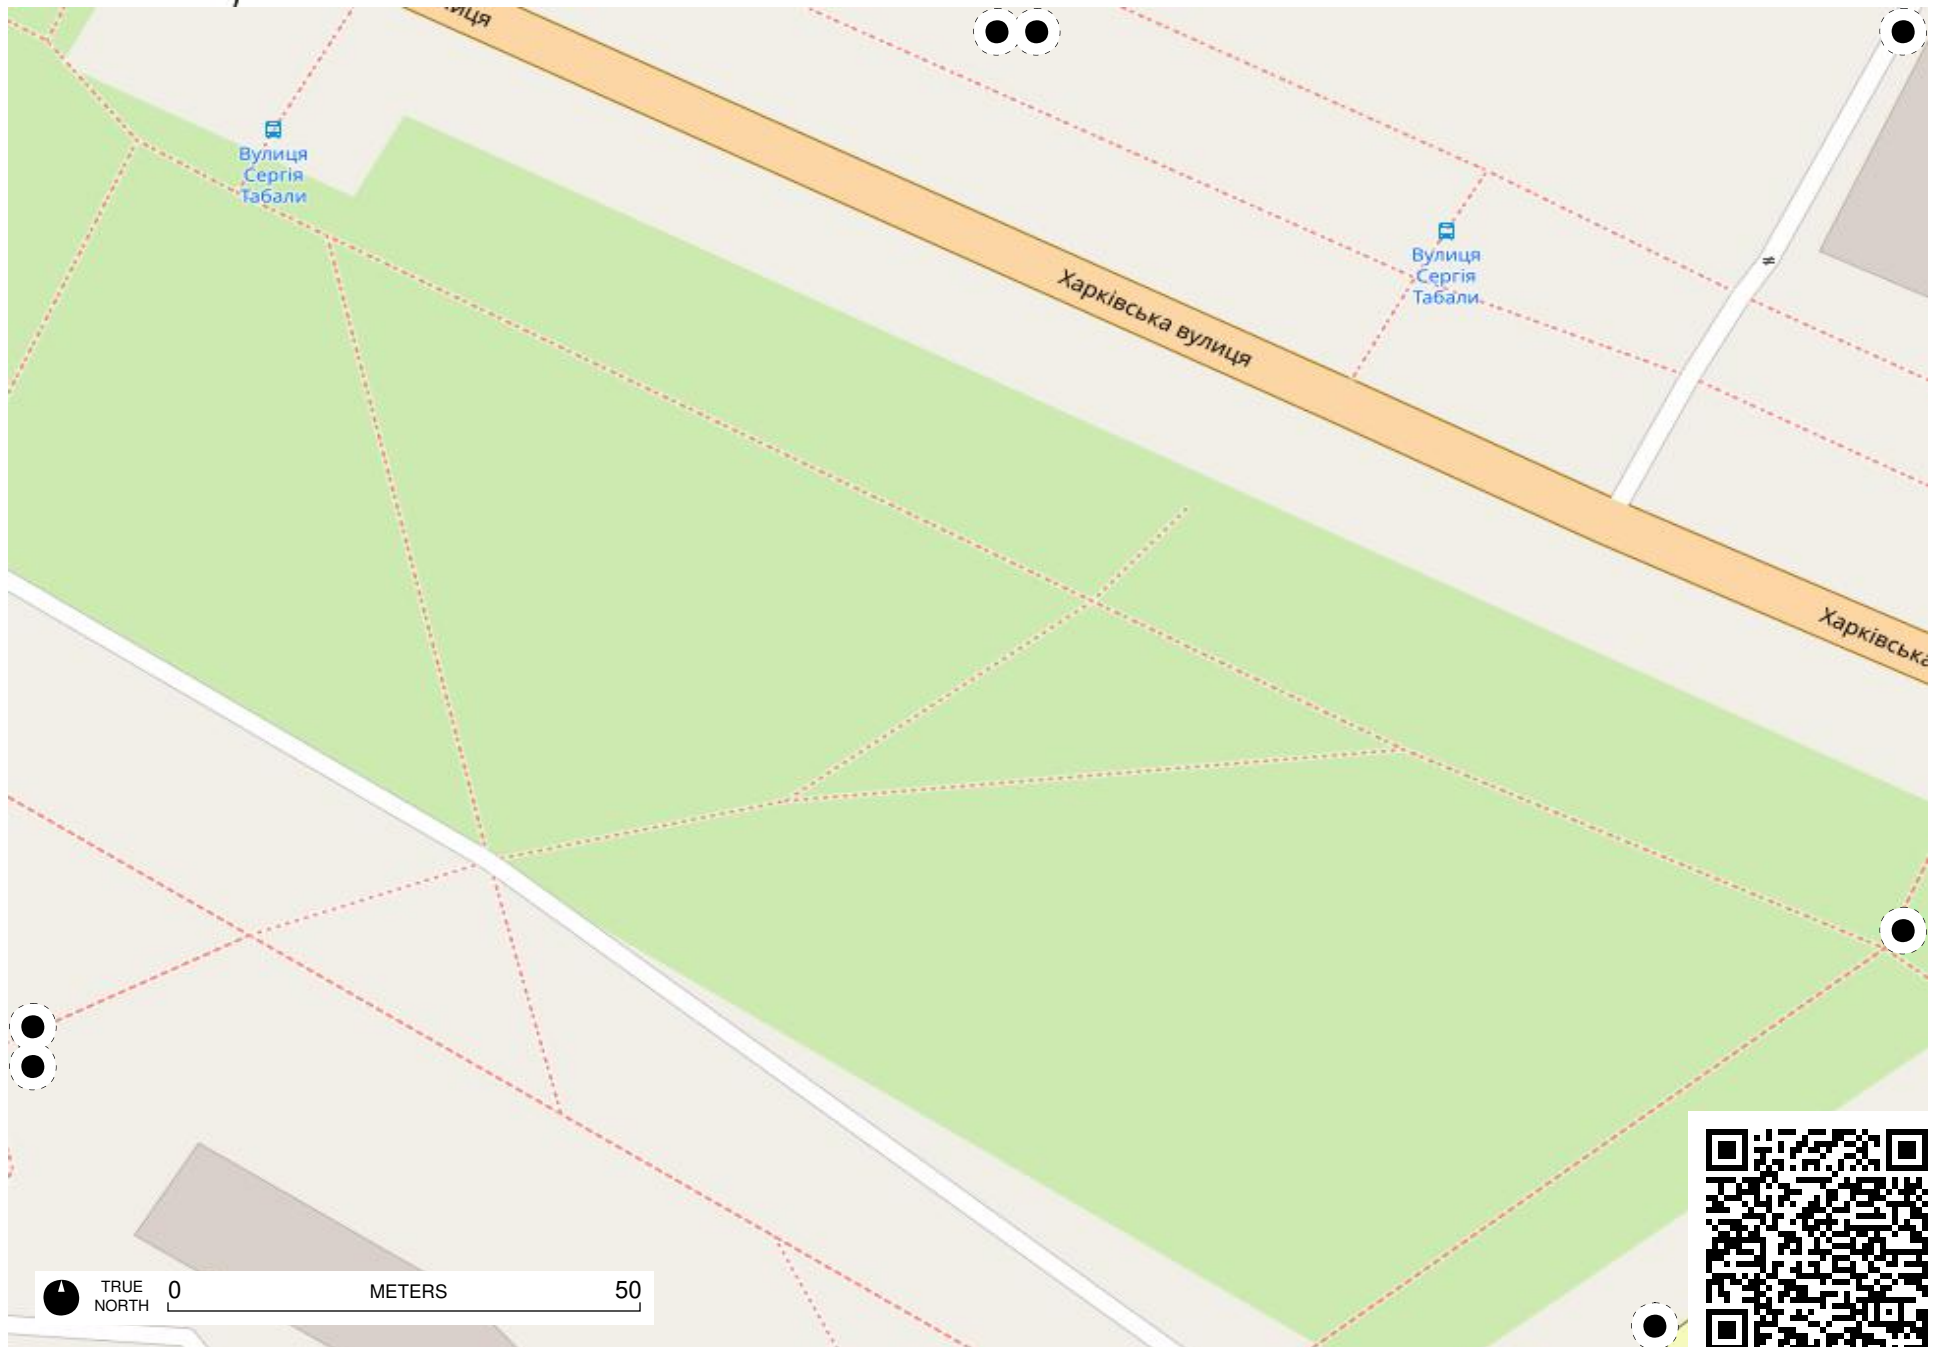 Вулиця
Сергія
Табали
Харківська вулиця
Вулиця
Сергія
Табали
Харківська
TRUE
NORTH
0 METERS 50